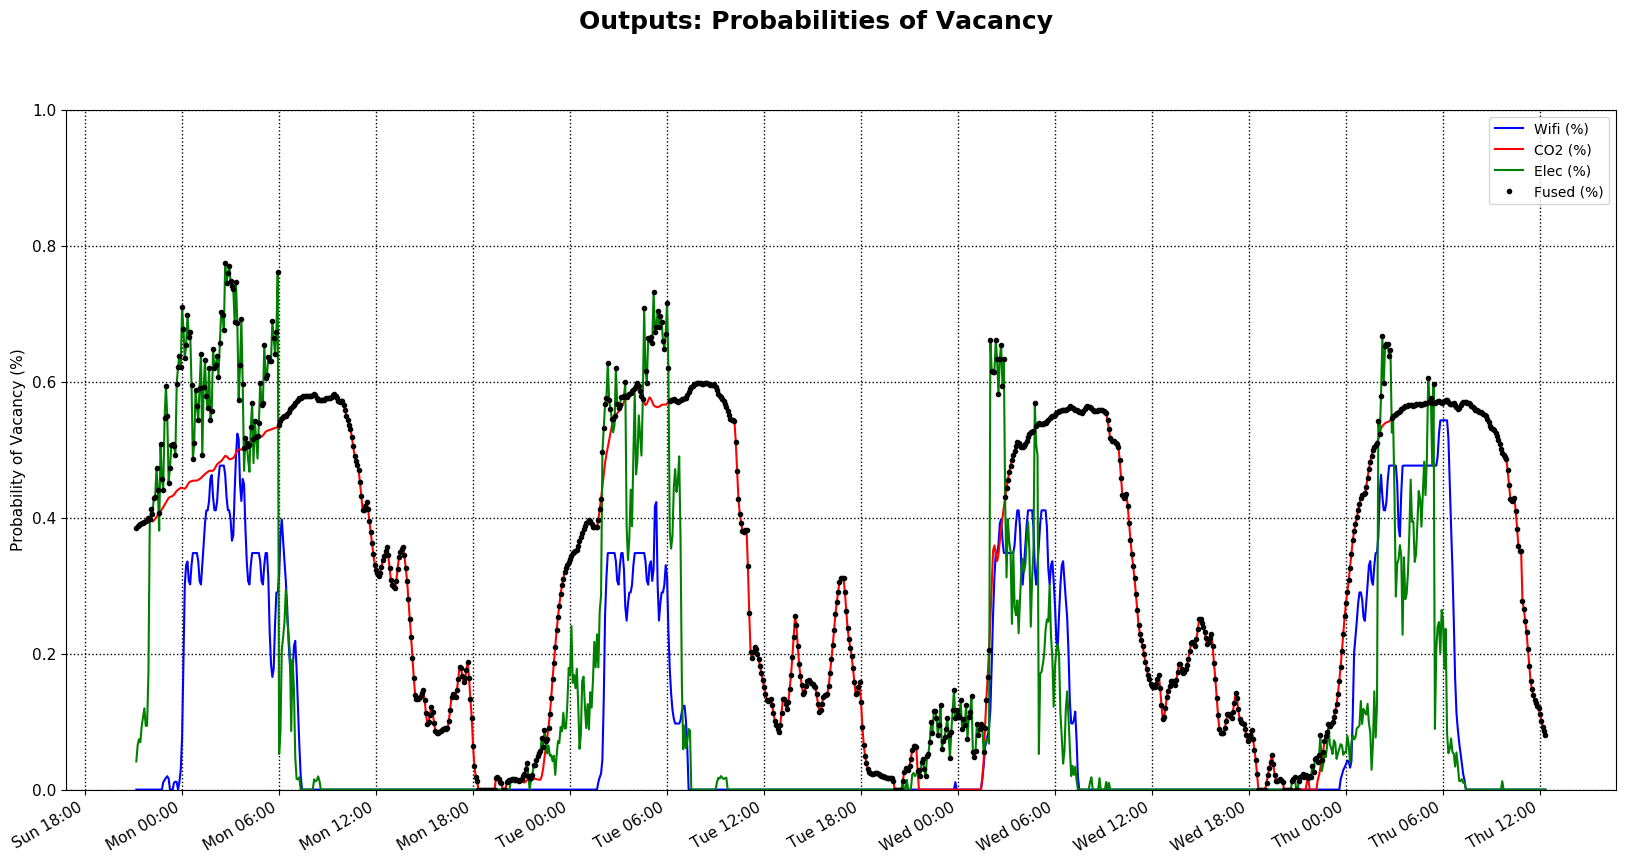 Outputs: Probabilities of Vacancy
Probability of Vacancy (%)
1.0
0.8
0.6
0.4
0.2
0.0
Wifi (%)
CO2 (%)
Elec (%)
Fused (%)
Sun 18:00
Mon 00:00
Mon 06:00
Mon 12:00
Mon 18:00
Tue 00:00
Tue 06:00
Tue 12:00
Tue 18:00
Wed 00:00
Wed 06:00
Wed 12:00
Wed 18:00
Thu 00:00
Thu 06:00
Thu 12:00